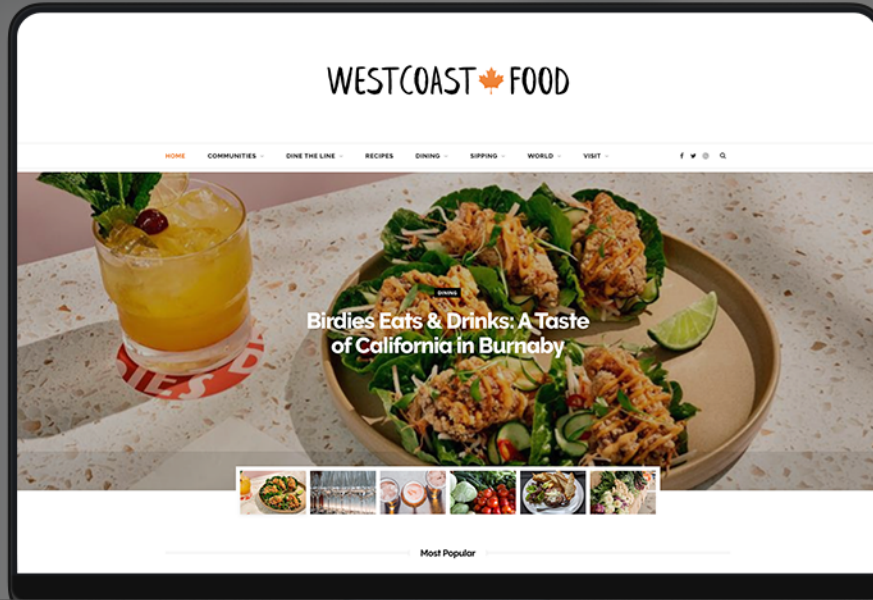 WESTCOAST FOOD
HOME COMMUNITIES DINE THE LINE RECIPES DINING SIPPING WORLD VISIT
DINING
Birdies Eats & Drinks: A Taste
of California in Burnaby
Most Popular